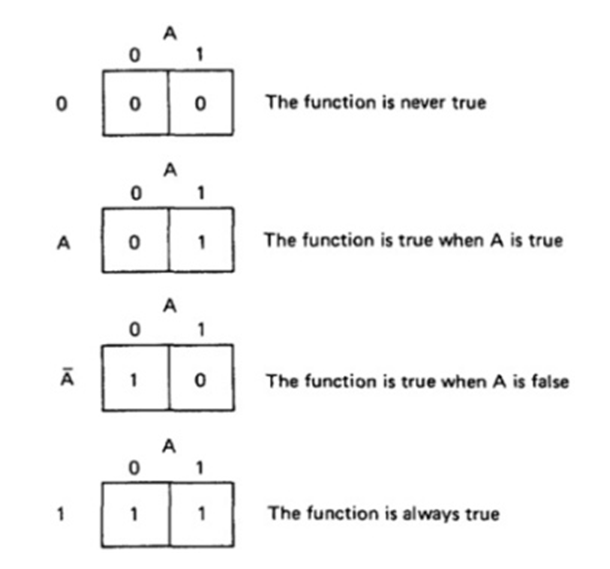 A
0 1
0 0 0 The function is never true
A
0 1
A 0 1 The function is true when A is true
A
0 1
Ā 1 0 The function is true when A is false
A
0 1
1 1 1 The function is always true